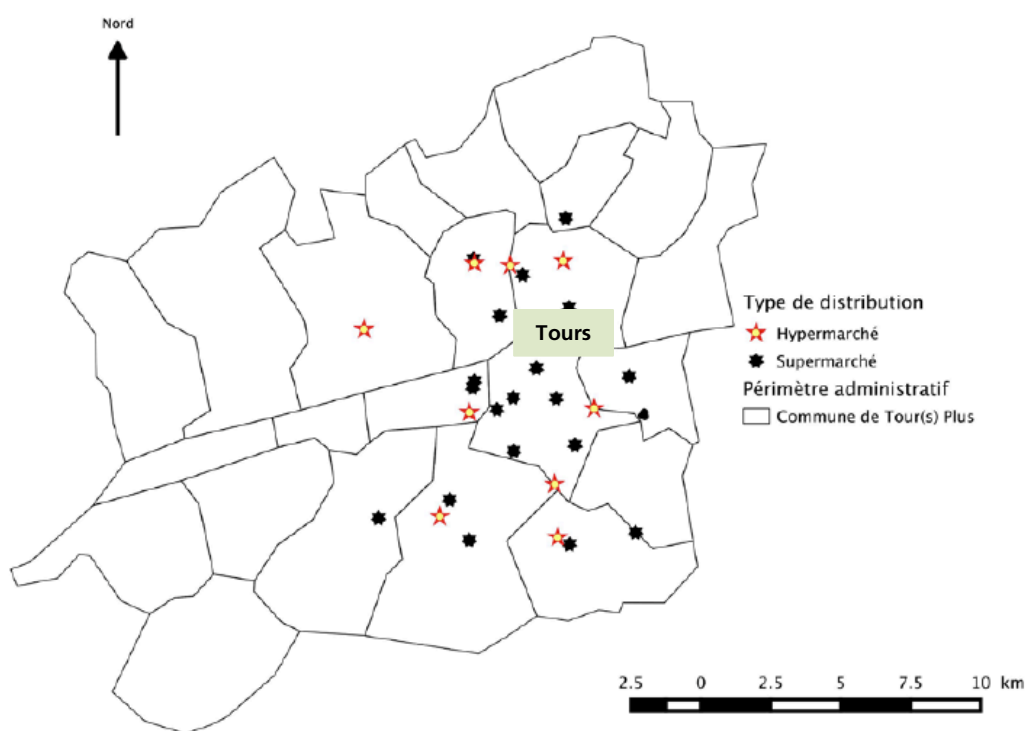 Nord
Tours
Type de distribution
Hypermarché
Supermarché
Périmètre administratif
Commune de Tour(s) Plus
2.5 0 2.5 5 7.5 10 km